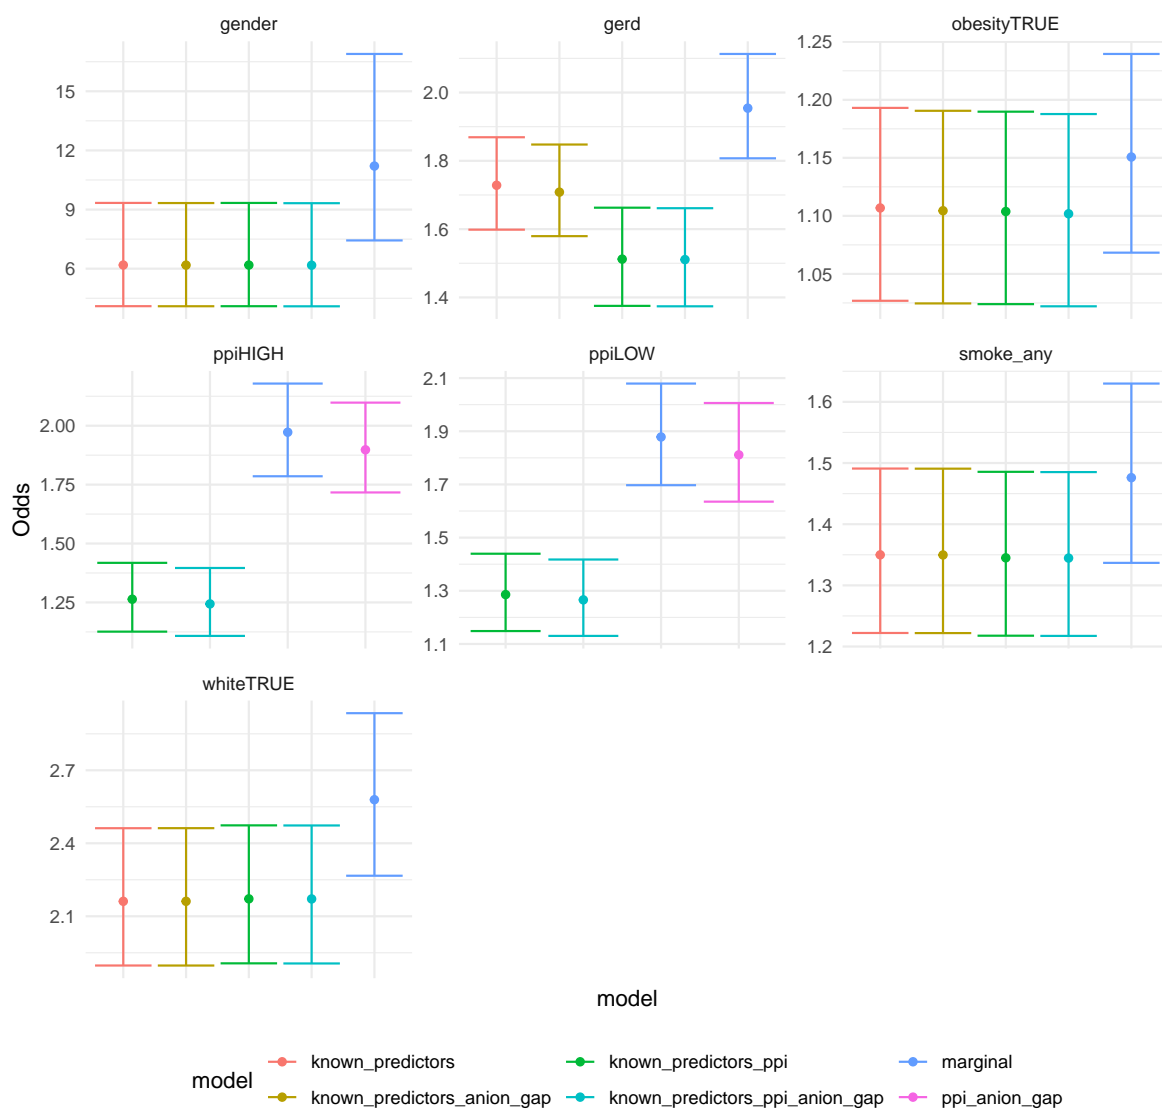 gender
gerd
obesityTRUE
15
12
9
6
2.0
1.8
1.6
1.4
1.25
1.20
1.15
1.10
1.05
ppiHIGH
ppiLOW
smoke_any
Odds
2.00
1.75
1.50
1.25
2.1
1.9
1.7
1.5
1.3
1.1
1.6
1.5
1.4
1.3
1.2
whiteTRUE
2.7
2.4
2.1
model
model
known_predictors
known_predictors_ppi
marginal
known_predictors_anion_gap
known_predictors_ppi_anion_gap
ppi_anion_gap